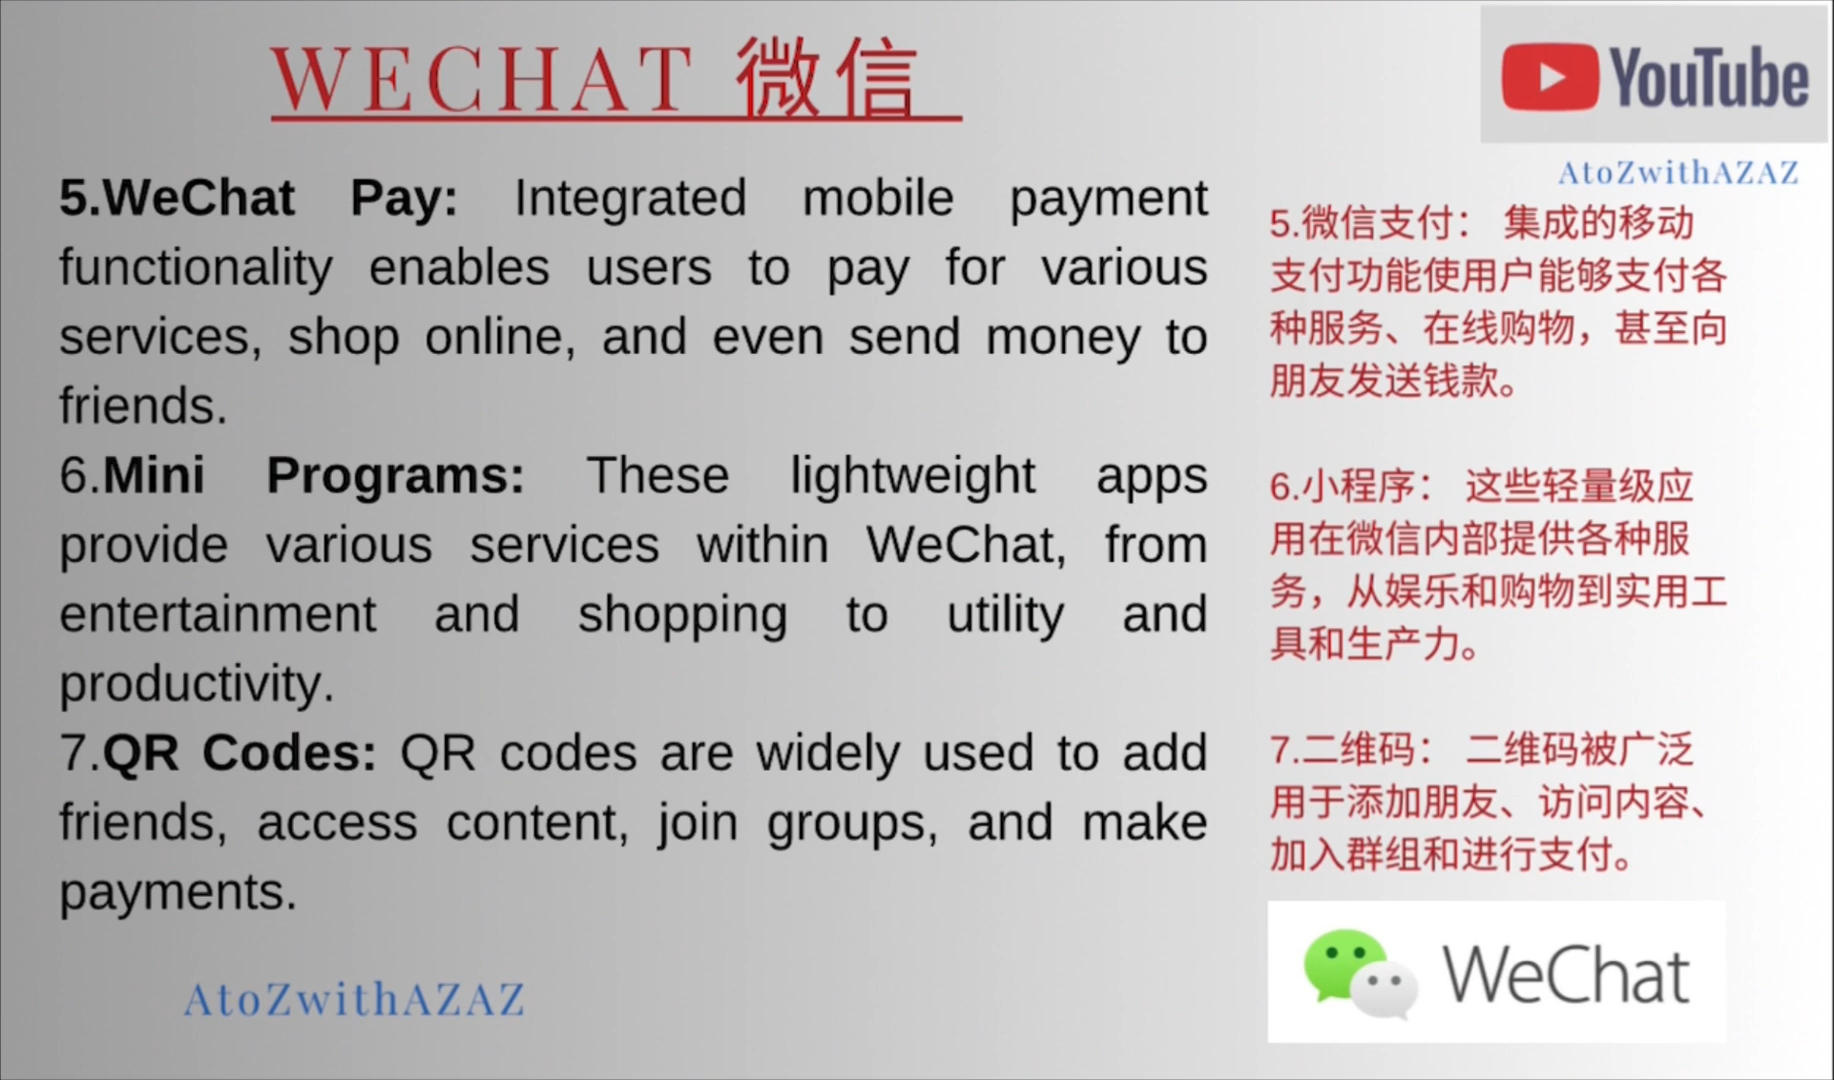 WECHAT 微信
YouTube
AtoZwithAZAZ
5.WeChat Pay: Integrated mobile payment
functionality enables users to pay for various
services, shop online, and even send money to
friends.
6.Mini Programs: These lightweight apps
provide various services within WeChat, from
entertainment and shopping to utility and
productivity.
7.QR Codes: QR codes are widely used to add
friends, access content, join groups, and make
payments.
AtoZwithAZAZ
5.微信支付： 集成的移动
支付功能使用户能够支付各
种服务、在线购物，甚至向
朋友发送钱款。
6.小程序： 这些轻量级应
用在微信内部提供各种服
务，从娱乐和购物到实用工
具和生产力。
7.二维码： 二维码被广泛
用于添加朋友、访问内容、
加入群组和进行支付。
WeChat